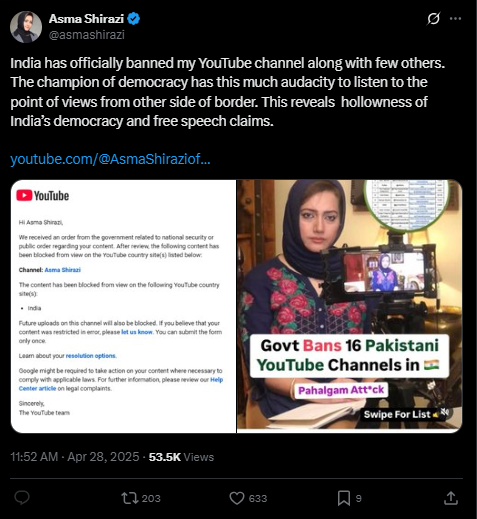 Asma Shirazi
@asmashirazi
India has officially banned my YouTube channel along with few others.
The champion of democracy has this much audacity to listen to the
point of views from other side of border. This reveals hollowness of
India's democracy and free speech claims.
youtube.com/@AsmaShiraziof...
YouTube
Hi Asma Shirazi,
We received an order from the government related to national security or
public order regarding your content. After review, the following content has
been blocked from view on the YouTube country site(s) listed below:
Channel: Asma Shirazi
The content has been blocked from view on the following YouTube country
site(s):
• India
Future uploads on this channel will also be blocked. If you believe that your
content was restricted in error, please let us know. You can submit the form
only once.
Learn about your resolution options.
Google might be required to take action on your content where necessary to
comply with applicable laws. For further information, please review our Help
Center article on legal complaints.
Sincerely,
The YouTube team
Govt Bans 16 Pakistani
YouTube Channels in
Pahalgam Att*ck
Swipe For List
11:52 AM · Apr 28, 2025 · 53.5K Views
203
633
9